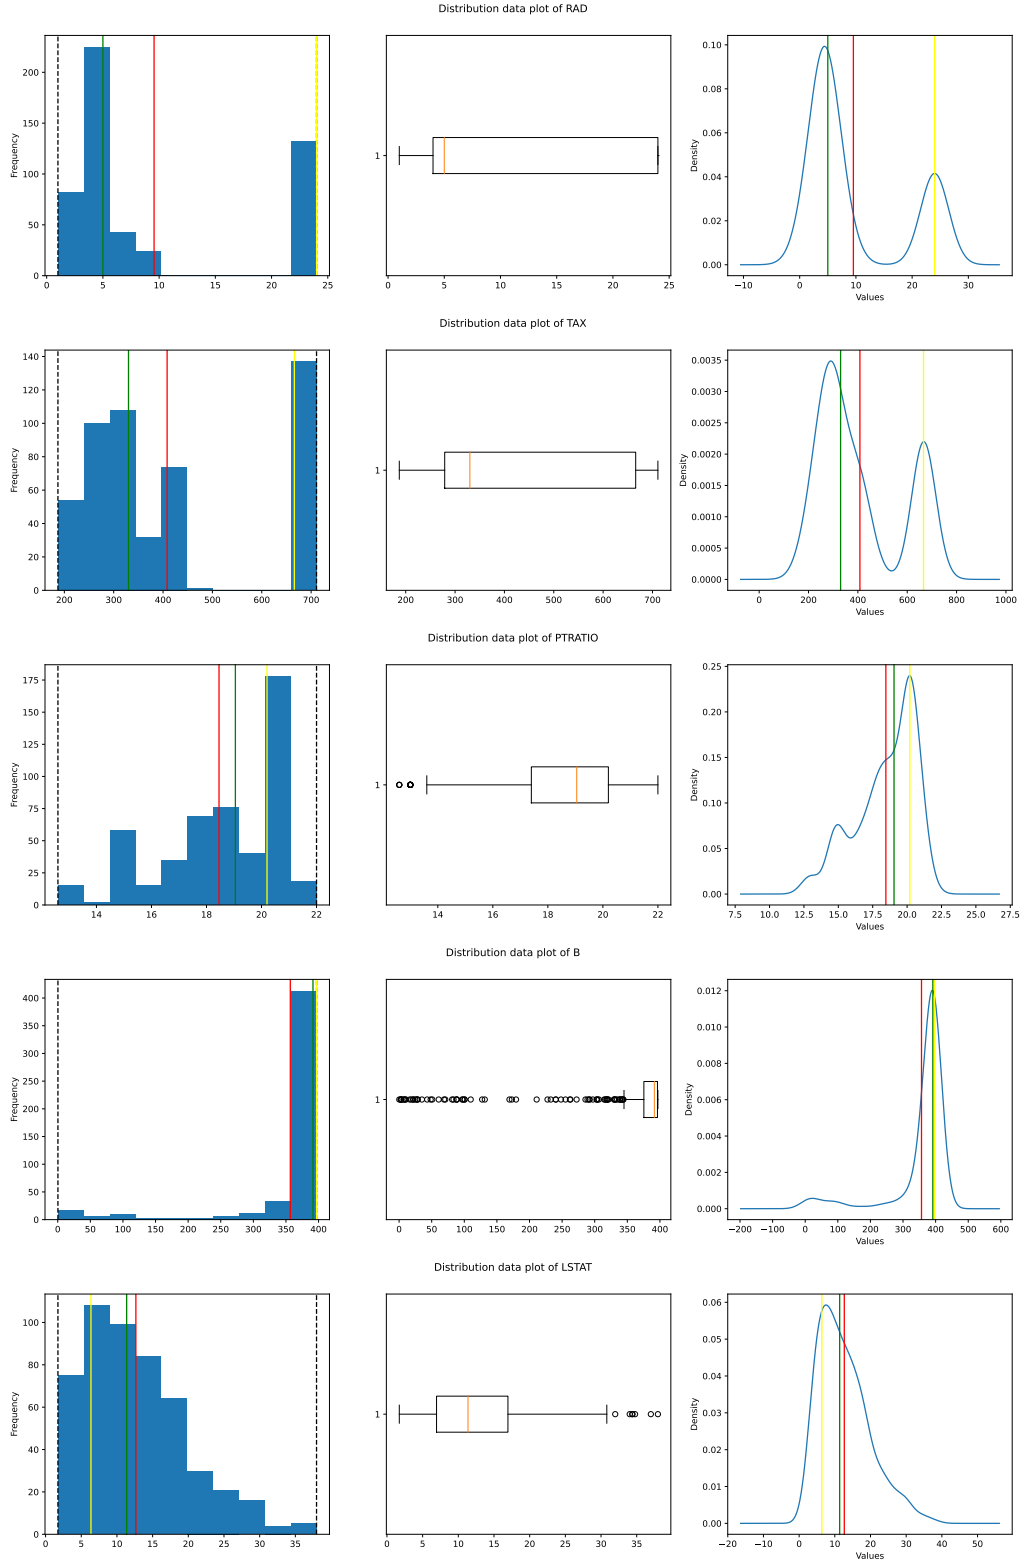 Distribution data plot of RAD
Frequency
0 50 100 150 200
0 5 10 15 20 25
1
0 5 10 15 20 25
Density
0.00 0.02 0.04 0.06 0.08 0.10
−10 0 10 20 30
Values
Distribution data plot of TAX
Frequency
0 20 40 60 80 100 120 140
200 300 400 500 600 700
1
200 300 400 500 600 700
Density
0.0000 0.0005 0.0010 0.0015 0.0020 0.0025 0.0030 0.0035
0 200 400 600 800 1000
Values
Distribution data plot of PTRATIO
Frequency
0 25 50 75 100 125 150 175
14 16 18 20 22
1
14 16 18 20 22
Density
0.00 0.05 0.10 0.15 0.20 0.25
7.5 10.0 12.5 15.0 17.5 20.0 22.5 25.0 27.5
Values
Distribution data plot of B
Frequency
0 50 100 150 200 250 300 350 400
0 50 100 150 200 250 300 350 400
1
0 50 100 150 200 250 300 350 400
Density
0.000 0.002 0.004 0.006 0.008 0.010 0.012
−200 −100 0 100 200 300 400 500 600
Values
Distribution data plot of LSTAT
Frequency
0 20 40 60 80 100
0 5 10 15 20 25 30 35
1
0 10 20 30
Density
0.00 0.01 0.02 0.03 0.04 0.05 0.06
−20 −10 0 10 20 30 40 50
Values